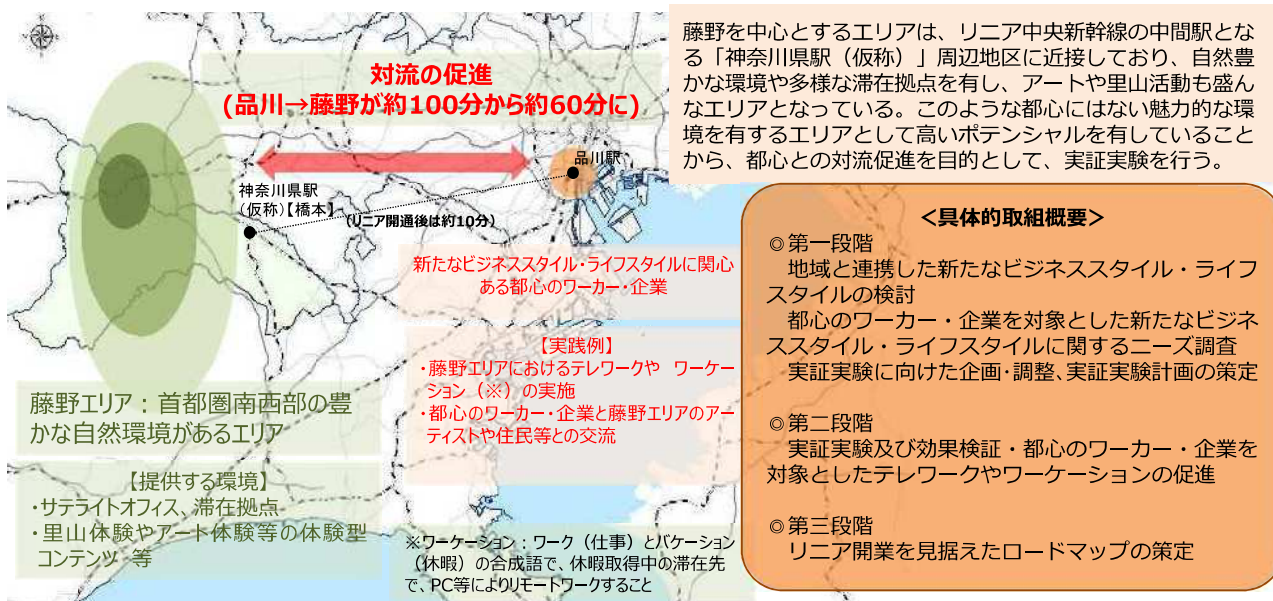 対流の促進
(品川→藤野が約100分から約60分に)
品川駅
神奈川県駅
(仮称)【橋本】
(リニア開通後は約10分)
新たなビジネススタイル・ライフスタイルに関心
ある都心のワーカー・企業
【実践例】
・藤野エリアにおけるテレワークや ワーケー
ション（※）の実施
・都心のワーカー・企業と藤野エリアのアー
ティストや住民等との交流
藤野エリア：首都圏南西部の豊
かな自然環境があるエリア
【提供する環境】
・サテライトオフィス、滞在拠点
・里山体験やアート体験等の体験型
コンテンツ 等
※ワーケーション：ワーク（仕事）とバケーション
（休暇）の合成語で、休暇取得中の滞在先
で、PC等によりリモートワークすること
藤野を中心とするエリアは、リニア中央新幹線の中間駅とな
る「神奈川県駅（仮称）」周辺地区に近接しており、自然豊
かな環境や多様な滞在拠点を有し、アートや里山活動も盛ん
なエリアとなっている。このような都心にはない魅力的な環
境を有するエリアとして高いポテンシャルを有していること
から、都心との対流促進を目的として、実証実験を行う。
＜具体的取組概要＞
◎第一段階
地域と連携した新たなビジネススタイル・ライフ
スタイルの検討
都心のワーカー・企業を対象とした新たなビジネ
ススタイル・ライフスタイルに関するニーズ調査
実証実験に向けた企画・調整、実証実験計画の策定
◎第二段階
実証実験及び効果検証・都心のワーカー・企業を
対象としたテレワークやワーケーションの促進
◎第三段階
リニア開業を見据えたロードマップの策定